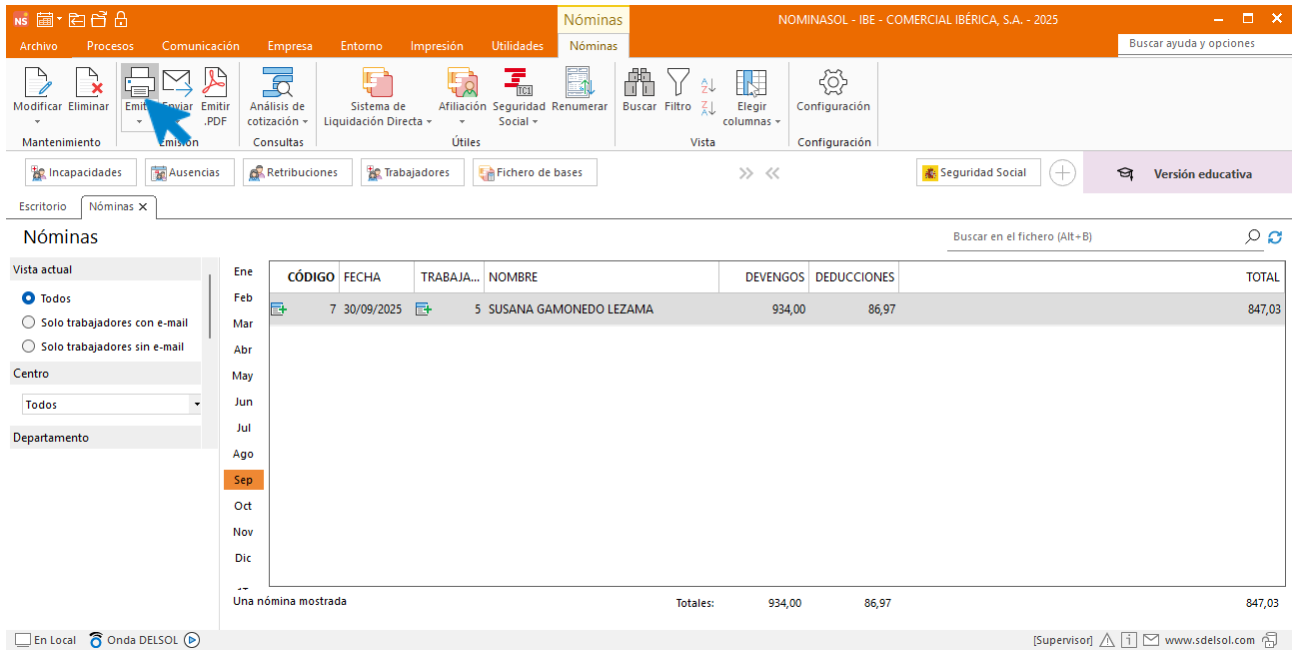 NS
Nóminas
NOMINASOL - IBE - COMERCIAL IBÉRICA, S.A. - 2025
Archivo Procesos Comunicación Empresa Entorno Impresión Utilidades Nóminas
Buscar ayuda y opciones
Modificar Eliminar Emitir .PDF Análisis de cotización Sistema de Liquidación Directa Afiliación Seguridad Social Renumerar Buscar Filtro Elegir columnas Configuración
TC1
Mantenimiento Consultas Útiles Vista Configuración
Incapacidades Ausencias Retribuciones Trabajadores Fichero de bases Seguridad Social Versión educativa
Escritorio Nóminas
Nóminas
Buscar en el fichero (Alt+B)
Vista actual
Todos
Solo trabajadores con e-mail
Solo trabajadores sin e-mail
Centro
Todos
Departamento
Ene
Feb
Mar
Abr
May
Jun
Jul
Ago
Sep
Oct
Nov
Dic
CÓDIGO FECHA TRABAJA... NOMBRE DEVENGOS DEDUCCIONES TOTAL
7 30/09/2025 5 SUSANA GAMONEDO LEZAMA 934,00 86,97 847,03
Una nómina mostrada Totales: 934,00 86,97 847,03
En Local Onda DELSOL [Supervisor] www.sdelsol.com